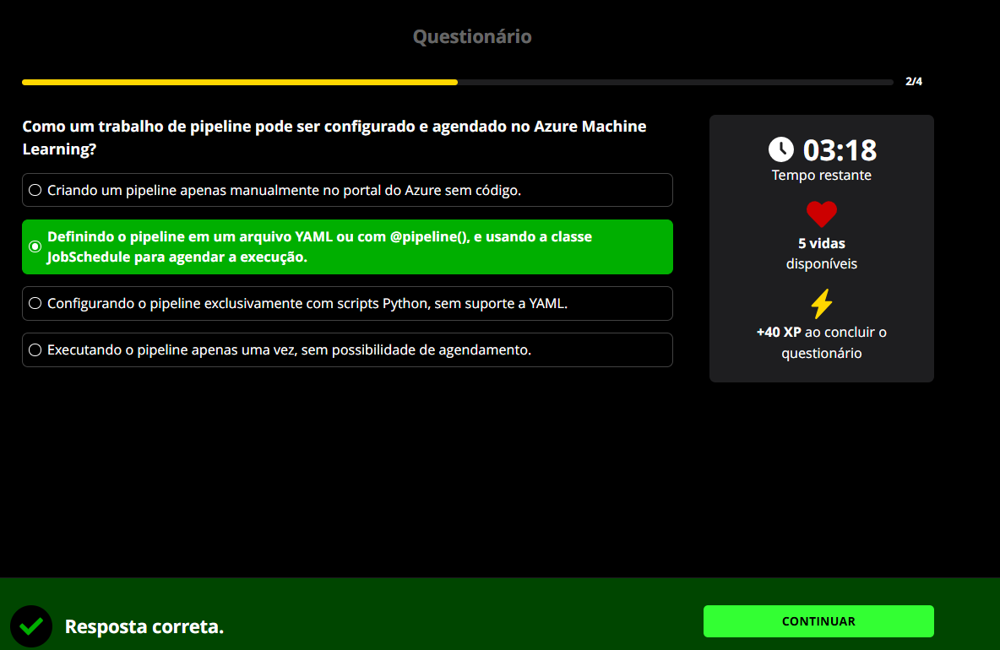 Questionário
2/4
Como um trabalho de pipeline pode ser configurado e agendado no Azure Machine
Learning?
Criando um pipeline apenas manualmente no portal do Azure sem código.
Definindo o pipeline em um arquivo YAML ou com @pipeline(), e usando a classe
JobSchedule para agendar a execução.
Configurando o pipeline exclusivamente com scripts Python, sem suporte a YAML.
Executando o pipeline apenas uma vez, sem possibilidade de agendamento.
03:18
Tempo restante
5 vidas
disponíveis
+40 XP ao concluir o
questionário
Resposta correta.
CONTINUAR